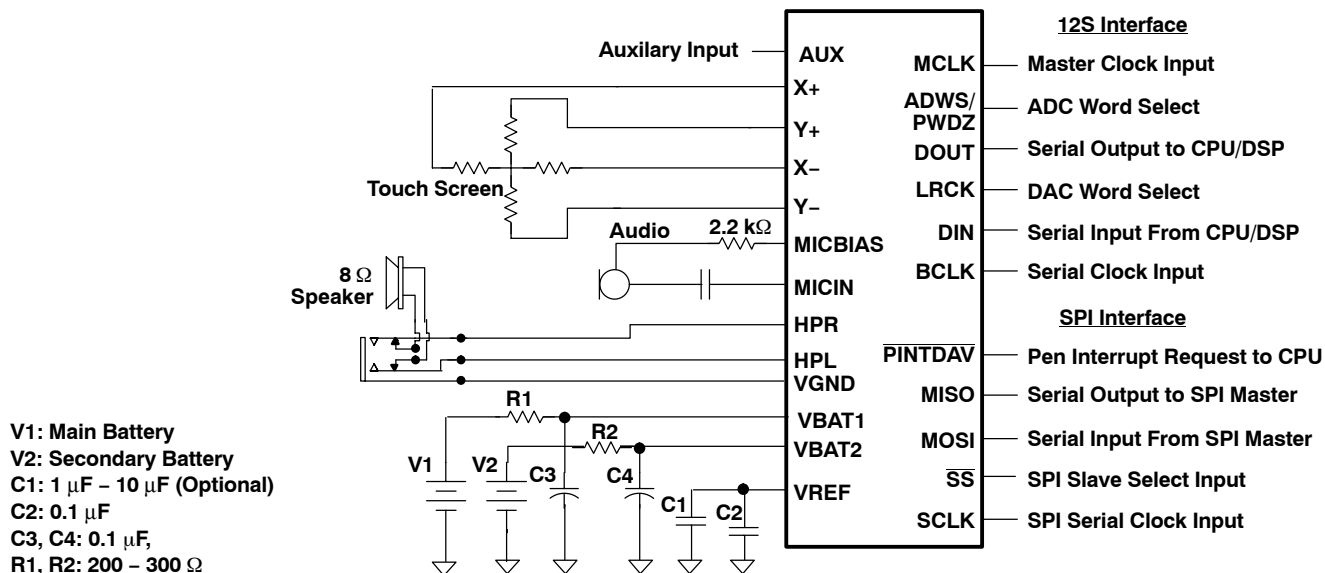 Auxilary Input
Touch Screen
Audio
2.2 kΩ
8 Ω
Speaker
R1
R2
V1
V2
C3
C4
C1
C2
V1: Main Battery
V2: Secondary Battery
C1: 1 μF – 10 μF (Optional)
C2: 0.1 μF
C3, C4: 0.1 μF,
R1, R2: 200 – 300 Ω
AUX
X+
Y+
X–
Y–
MICBIAS
MICIN
HPR
HPL
VGND
VBAT1
VBAT2
VREF
12S Interface
MCLK Master Clock Input
ADWS/
PWDZ ADC Word Select
DOUT Serial Output to CPU/DSP
LRCK DAC Word Select
DIN Serial Input From CPU/DSP
BCLK Serial Clock Input
SPI Interface
PINTDAV Pen Interrupt Request to CPU
MISO Serial Output to SPI Master
MOSI Serial Input From SPI Master
SS SPI Slave Select Input
SCLK SPI Serial Clock Input